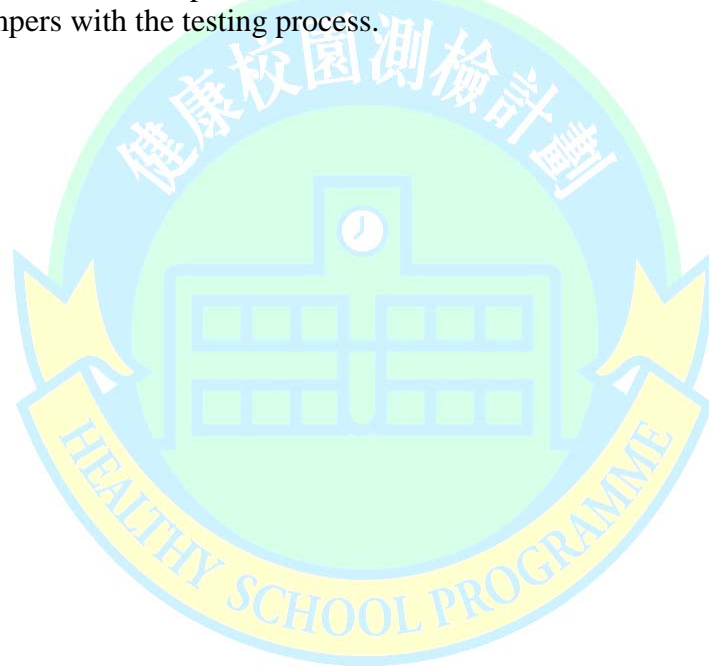 mpers with the testing process.
健康校園測檢計劃
HEALTHY SCHOOL PROGRAMME